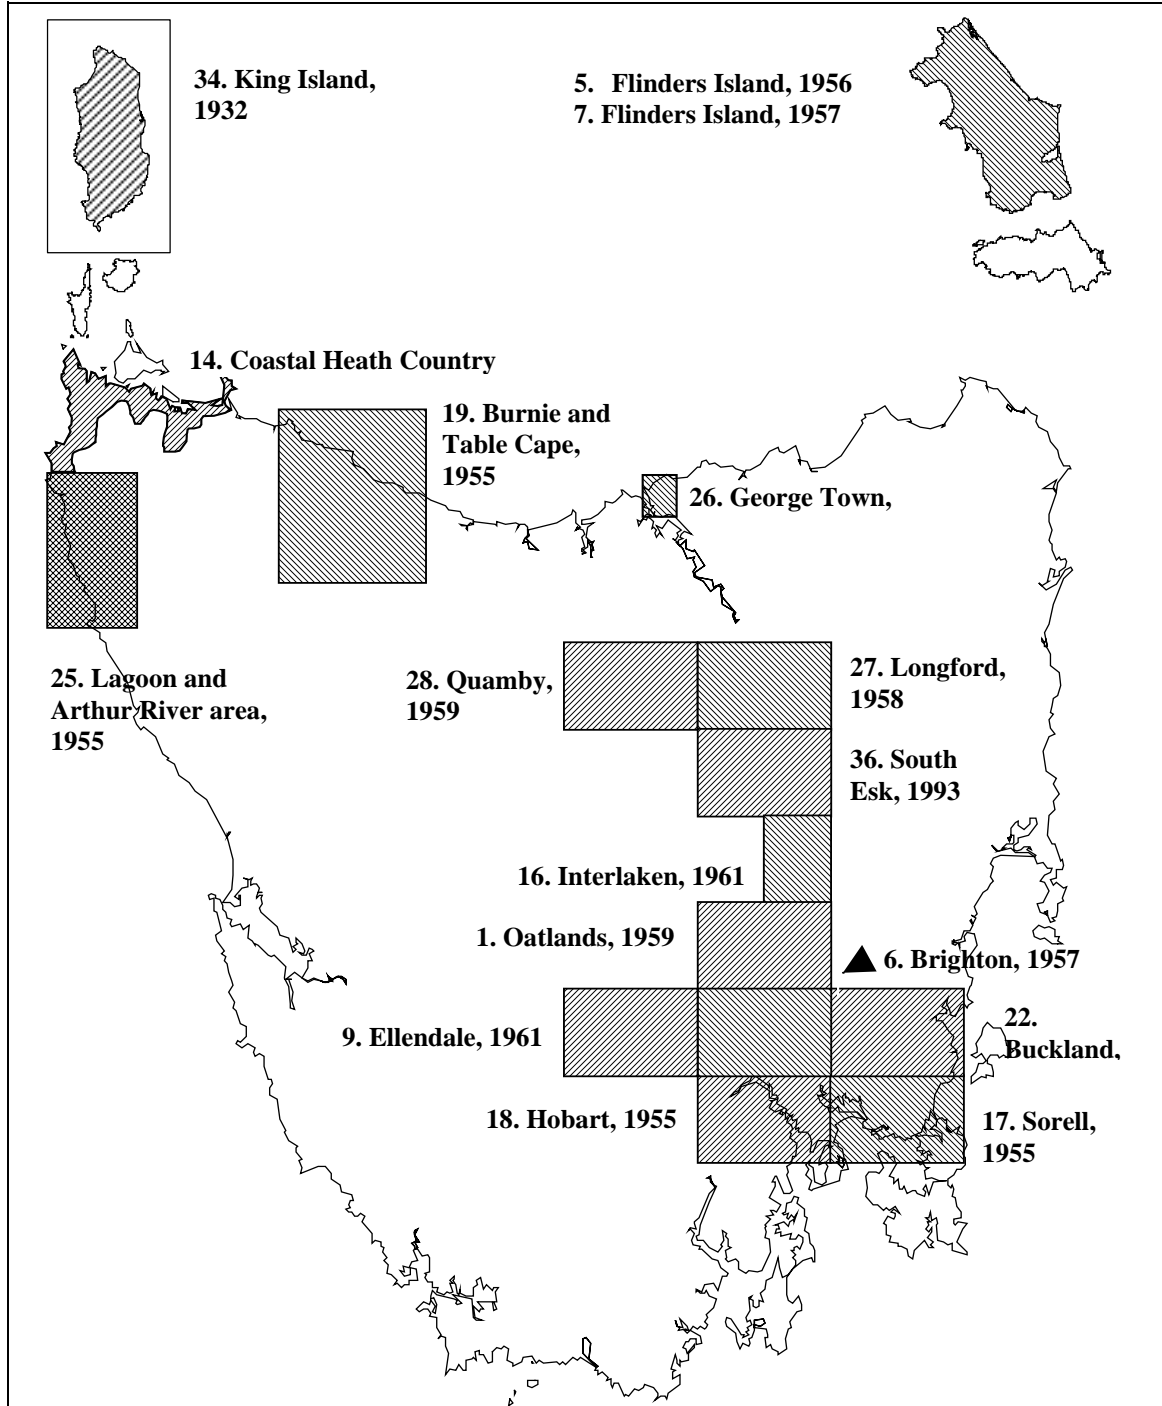 34. King Island,
1932
5. Flinders Island, 1956
7. Flinders Island, 1957
14. Coastal Heath Country
19. Burnie and
Table Cape,
1955
26. George Town,
25. Lagoon and
Arthur River area,
1955
28. Quamby,
1959
27. Longford,
1958
36. South
Esk, 1993
16. Interlaken, 1961
1. Oatlands, 1959
6. Brighton, 1957
9. Ellendale, 1961
22.
Buckland,
18. Hobart, 1955
17. Sorell,
1955